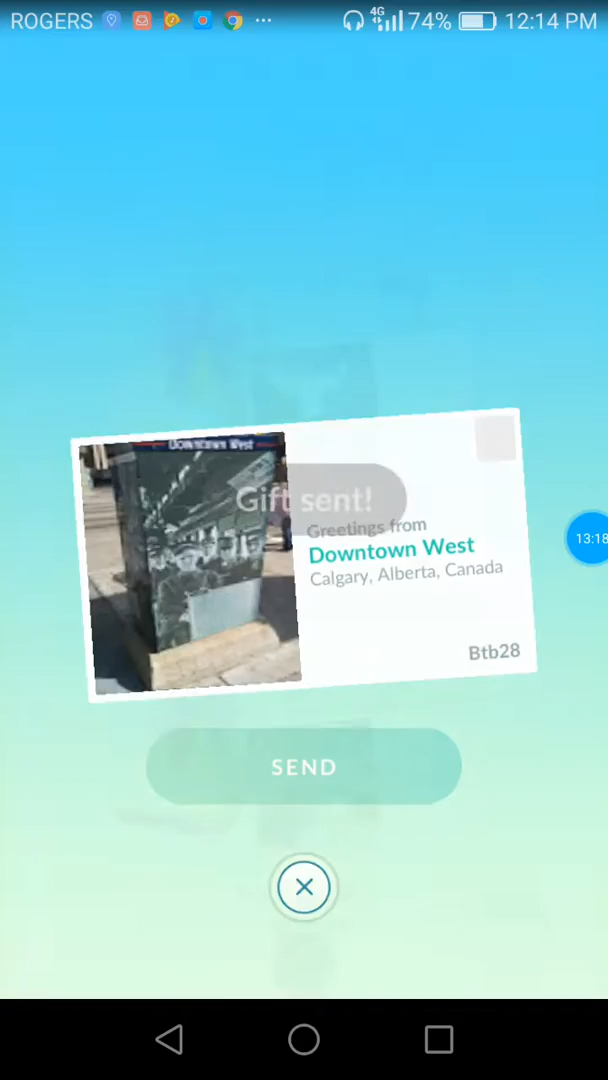 ROGERS
4G
74%
12:14 PM
Downtown West
Gift sent!
Greetings from
Downtown West
Calgary, Alberta, Canada
13:18
Btb28
SEND